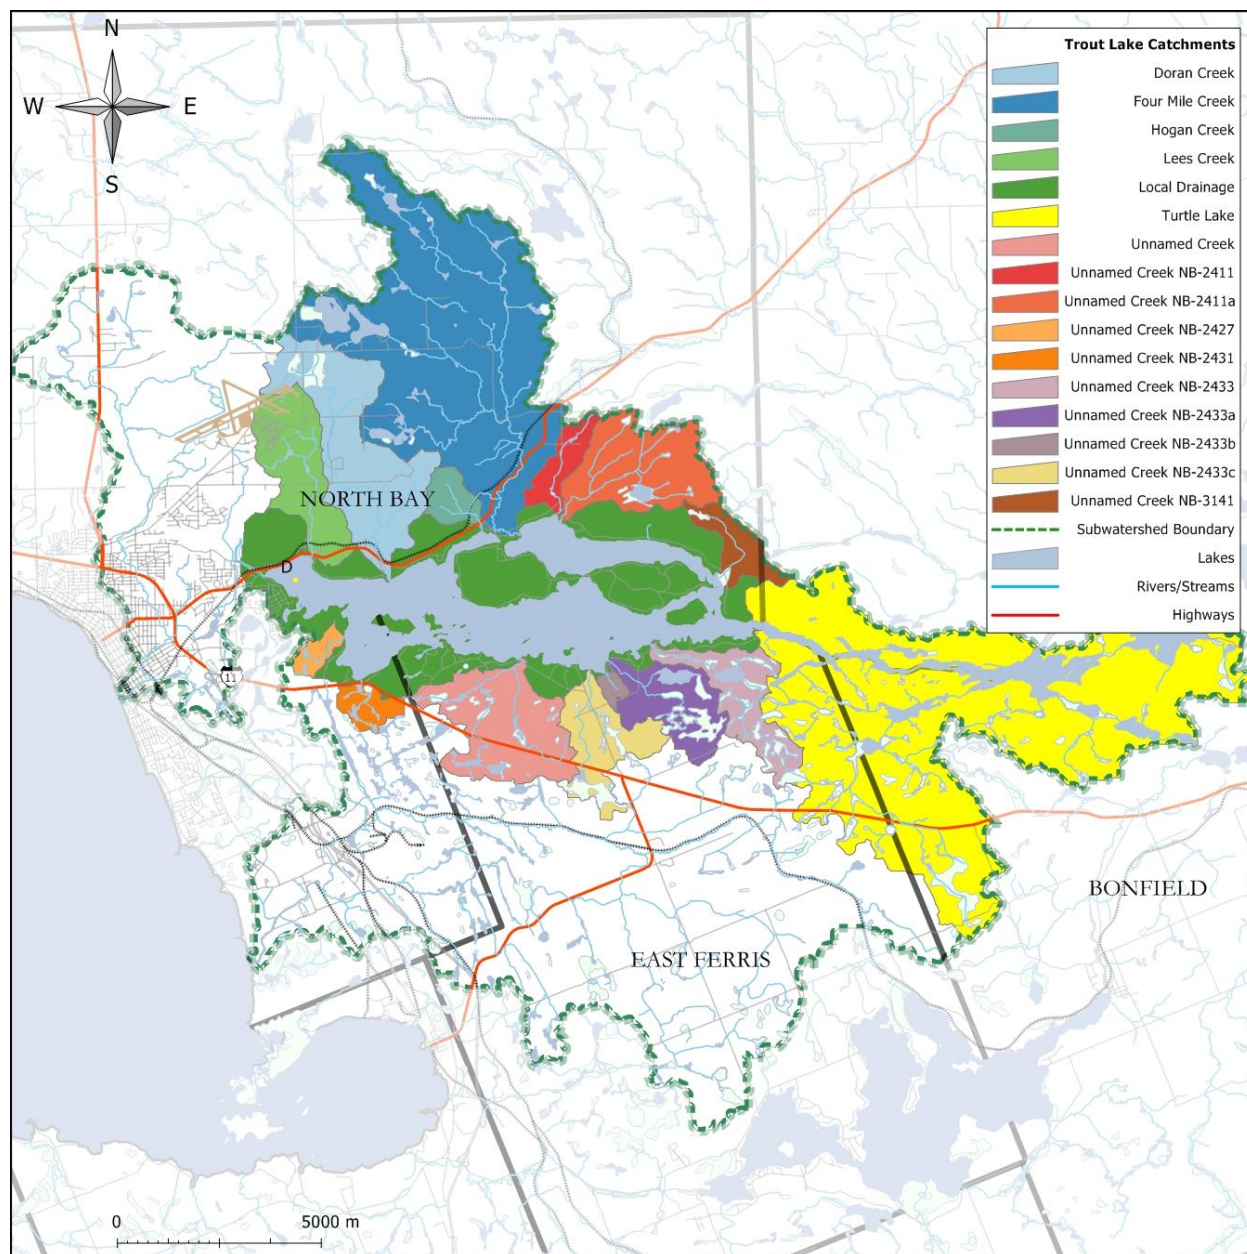 N
W E
S
Trout Lake Catchments
Doran Creek
Four Mile Creek
Hogan Creek
Lees Creek
Local Drainage
Turtle Lake
Unnamed Creek
Unnamed Creek NB-2411
Unnamed Creek NB-2411a
Unnamed Creek NB-2427
Unnamed Creek NB-2431
Unnamed Creek NB-2433
Unnamed Creek NB-2433a
Unnamed Creek NB-2433b
Unnamed Creek NB-2433c
Unnamed Creek NB-3141
Subwatershed Boundary
Lakes
Rivers/Streams
Highways
NORTH BAY
D
11
BONFIELD
EAST FERRIS
0 5000 m